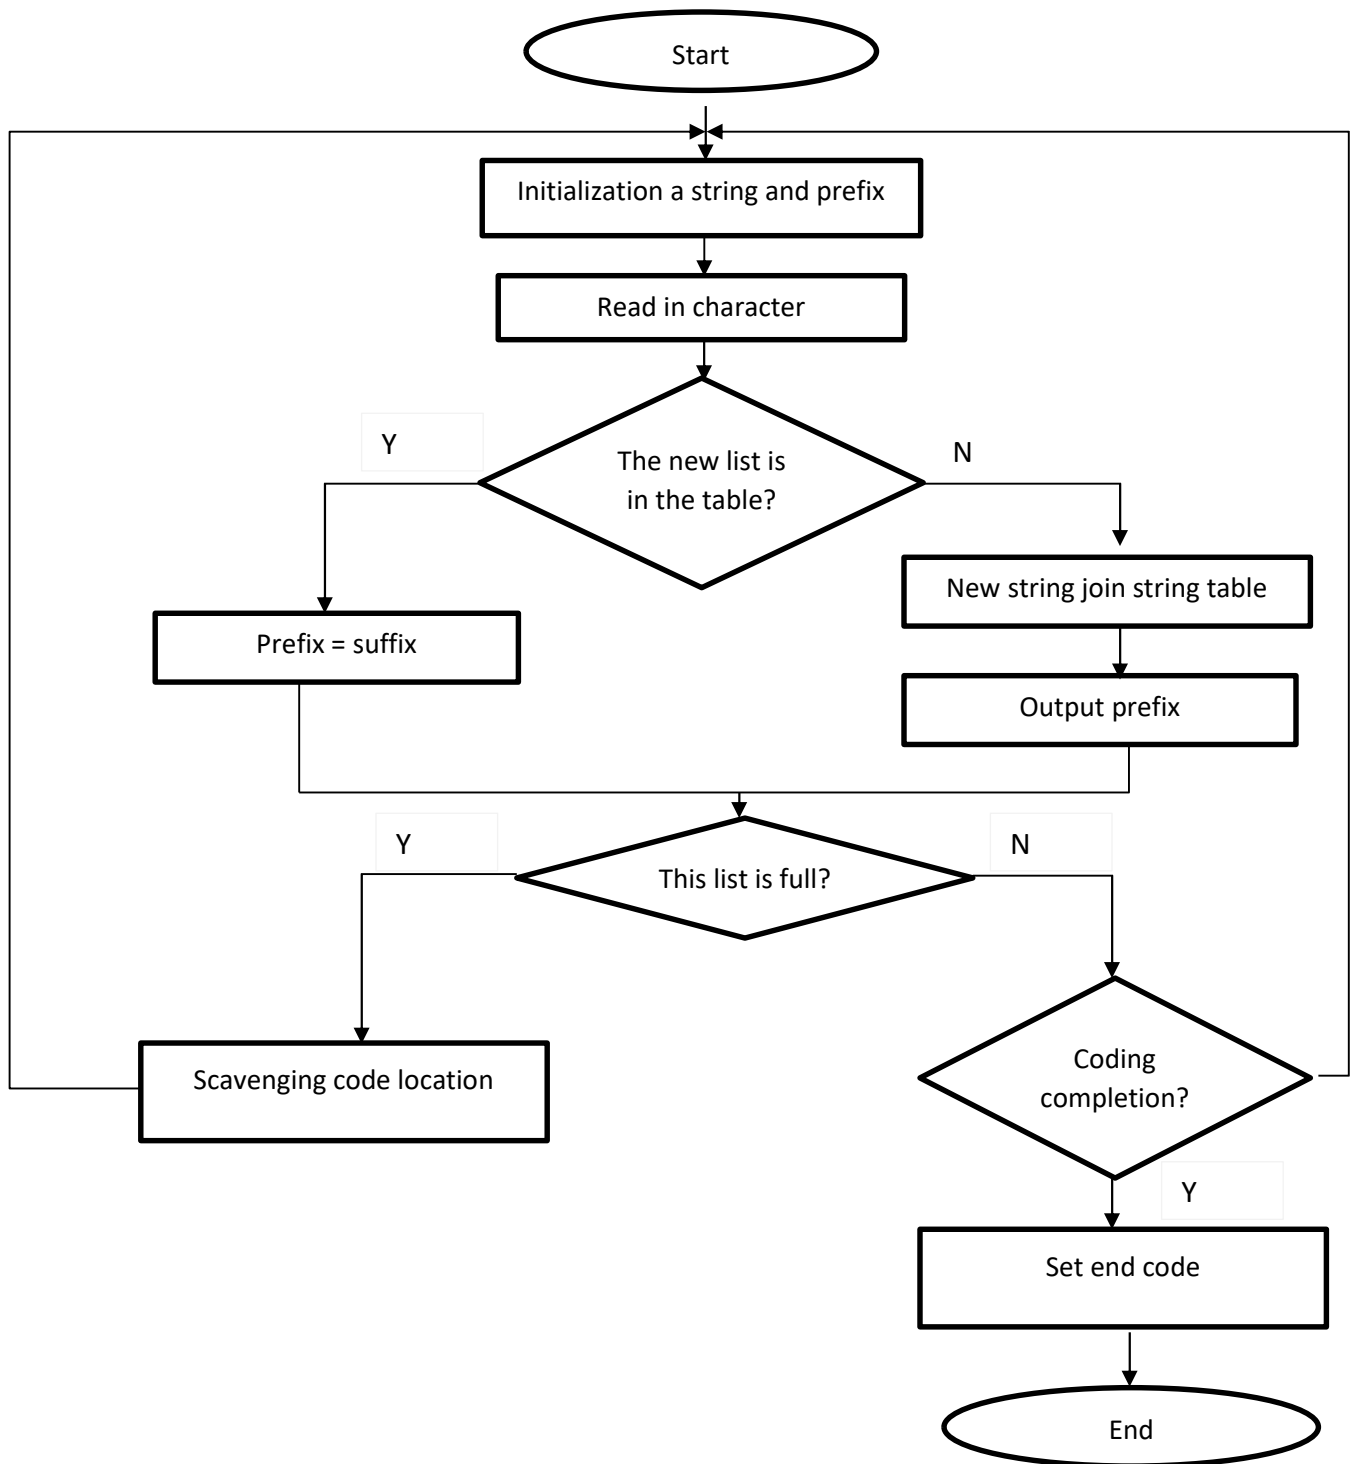 Start
Initialization a string and prefix
Read in character
The new list is
in the table?
Y
N
Prefix = suffix
New string join string table
Output prefix
This list is full?
Y
N
Scavenging code location
Coding
completion?
Y
Set end code
End